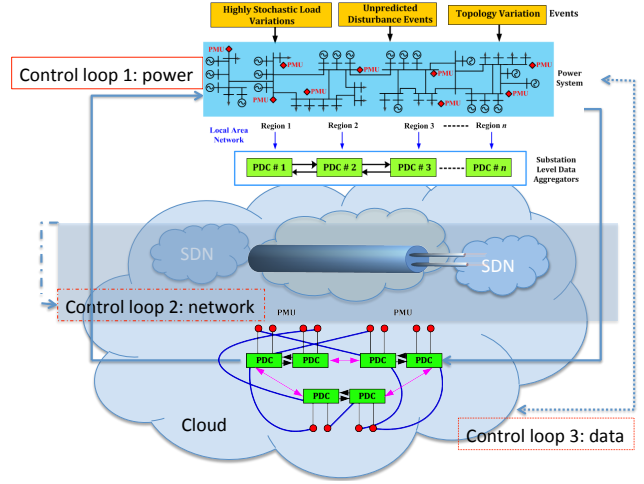 Highly Stochastic Load
Variations
Unpredicted
Disturbance Events
Topology Variation
Events
PMU
PMU
PMU
PMU
PMU
PMU
PMU
Control loop 1: power
Power
System
Local Area
Network
Region 1
Region 2
Region 3
Region n
PDC # 1
PDC # 2
PDC # 3
PDC # n
Substation
Level Data
Aggregators
SDN
SDN
Control loop 2: network
PMU
PMU
PDC
PDC
PDC
PDC
PDC
PDC
Cloud
Control loop 3: data